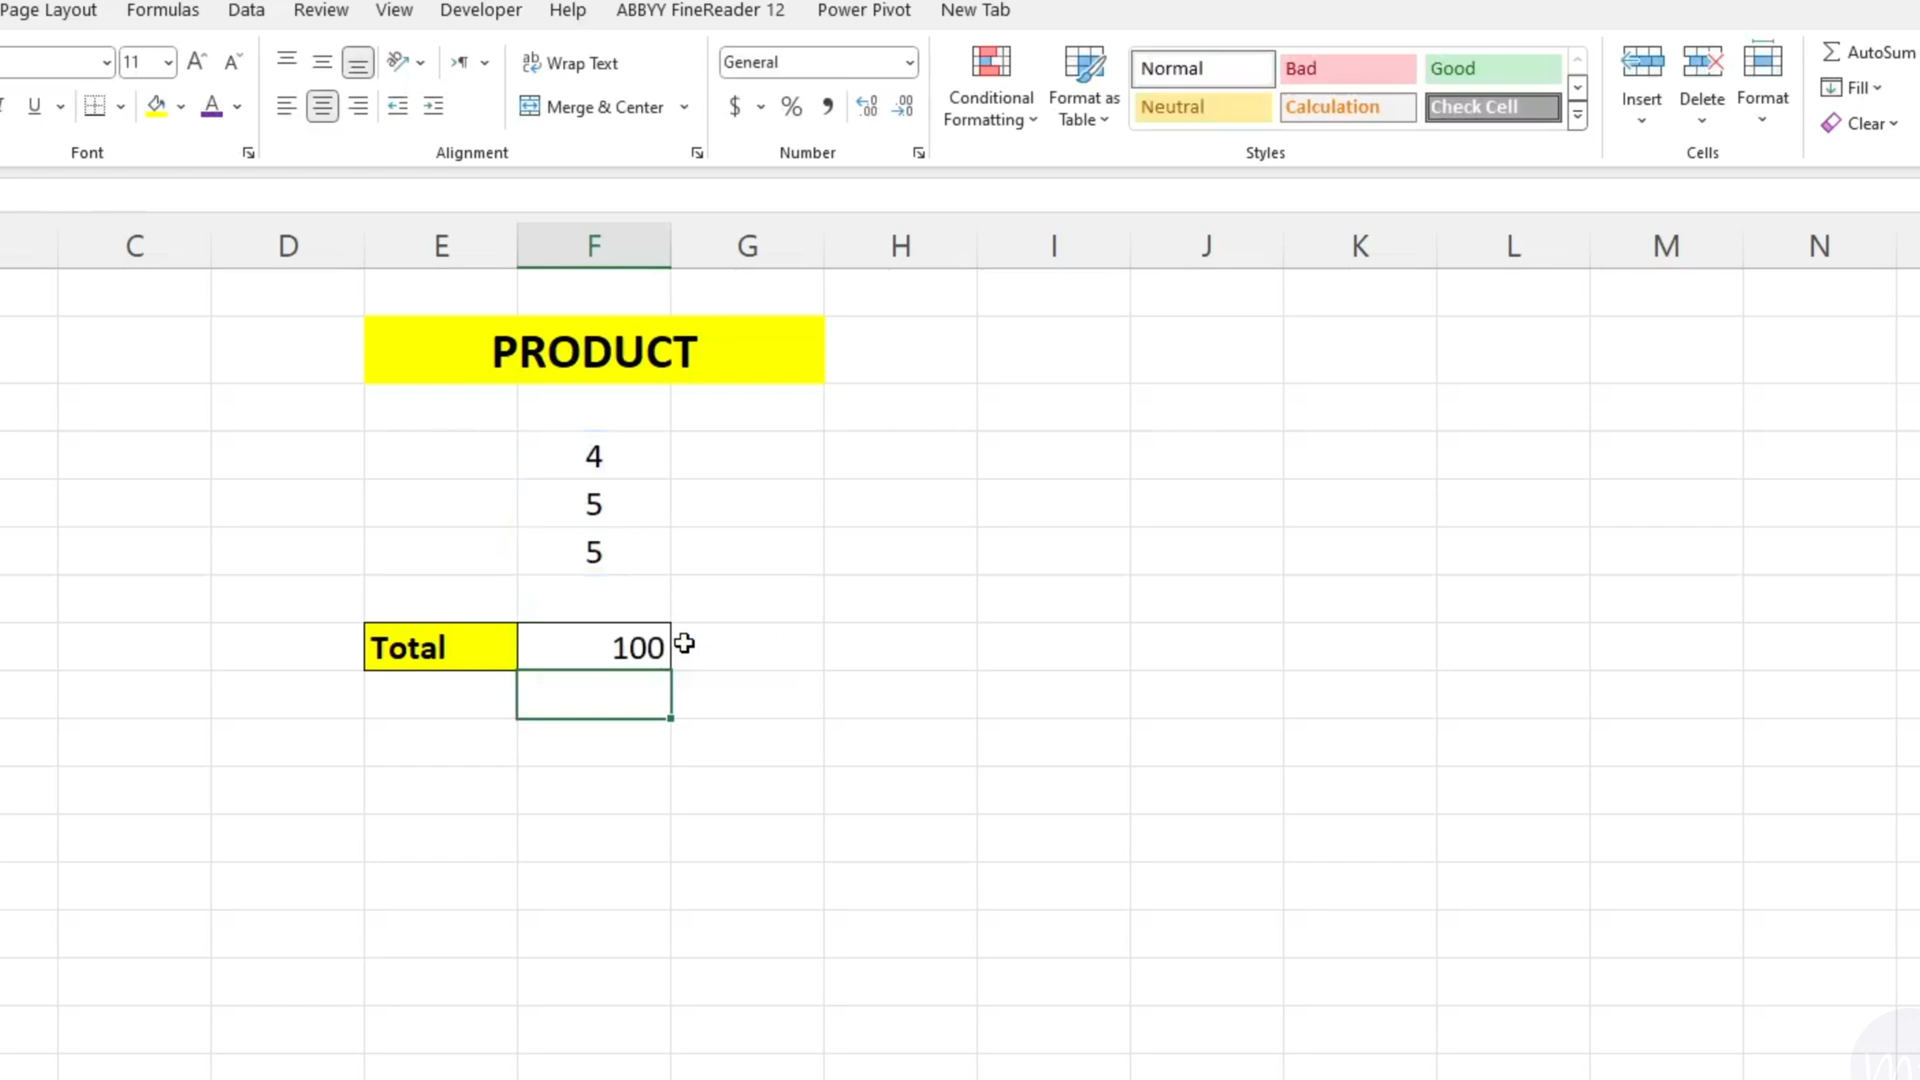 Page Layout Formulas Data Review View Developer Help ABBYY FineReader 12 Power Pivot New Tab
11 A A Wrap Text General Normal Bad Good AutoSum
U A Merge & Center $ % Conditional Formatting Format as Table Neutral Calculation Check Cell Insert Delete Format Fill
Clear
Font Alignment Number Styles Cells
C D E F G H I J K L M N
PRODUCT
4
5
5
Total 100